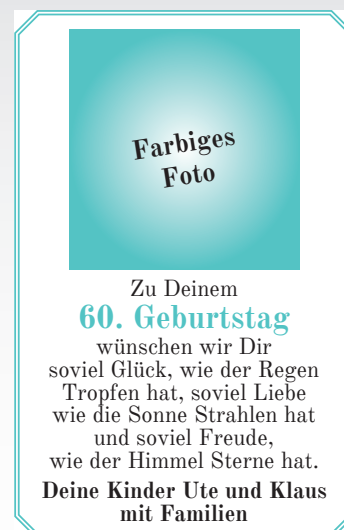 Farbiges
Foto
Zu Deinem
60. Geburtstag
wünschen wir Dir
soviel Glück, wie der Regen
Tropfen hat, soviel Liebe
wie die Sonne Strahlen hat
und soviel Freude,
wie der Himmel Sterne hat.
Deine Kinder Ute und Klaus
mit Familien